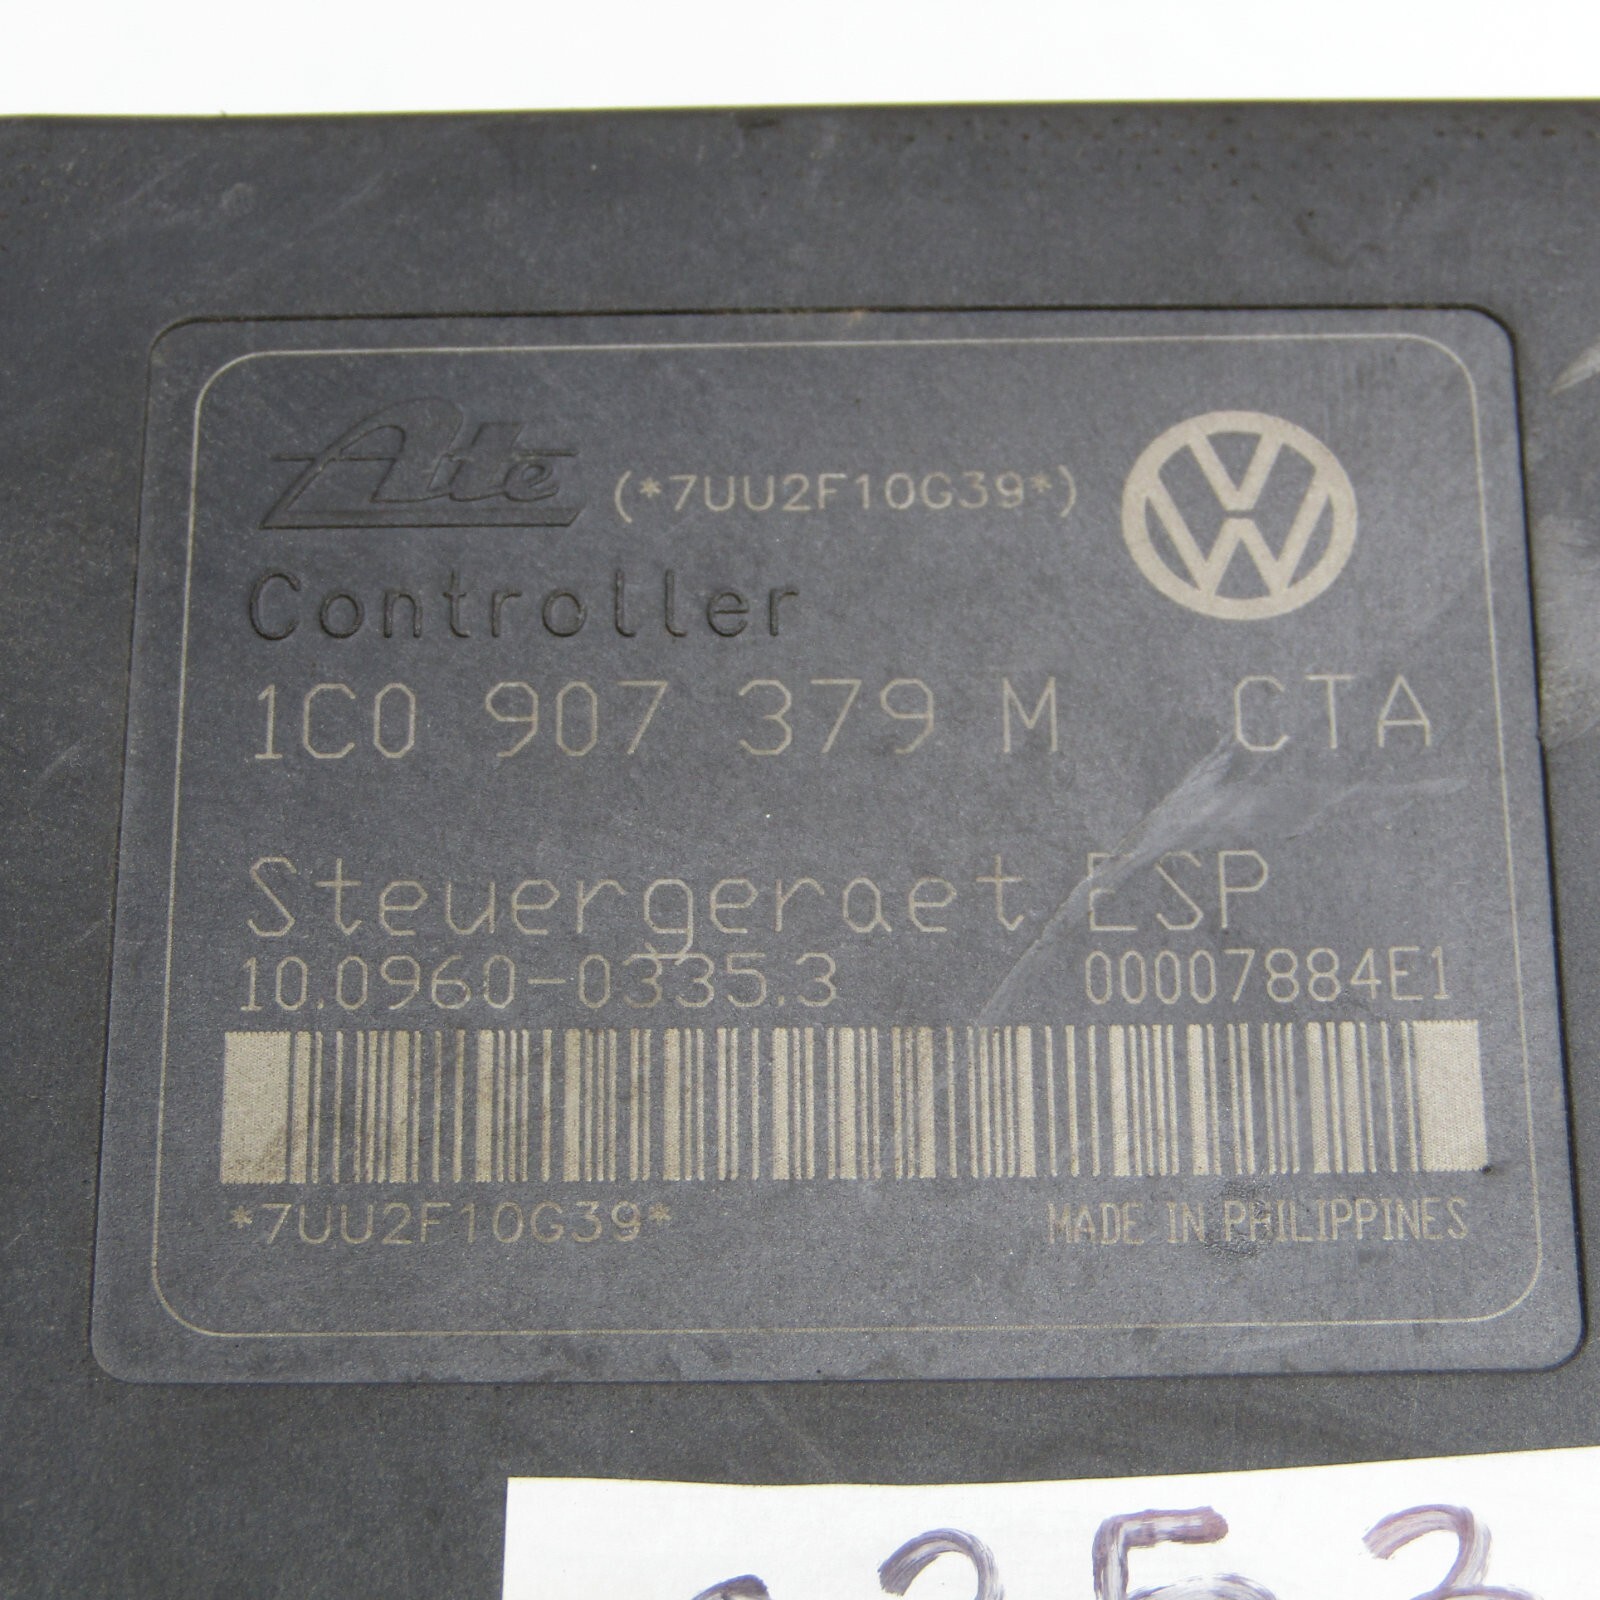 Ate (*7UU2F10G39*)
Controller
1C0 907 379 M CTA
Steuergeraet ESP
10.0960-0335.3 00007884E1
*7UU2F10G39* MADE IN PHILIPPINES